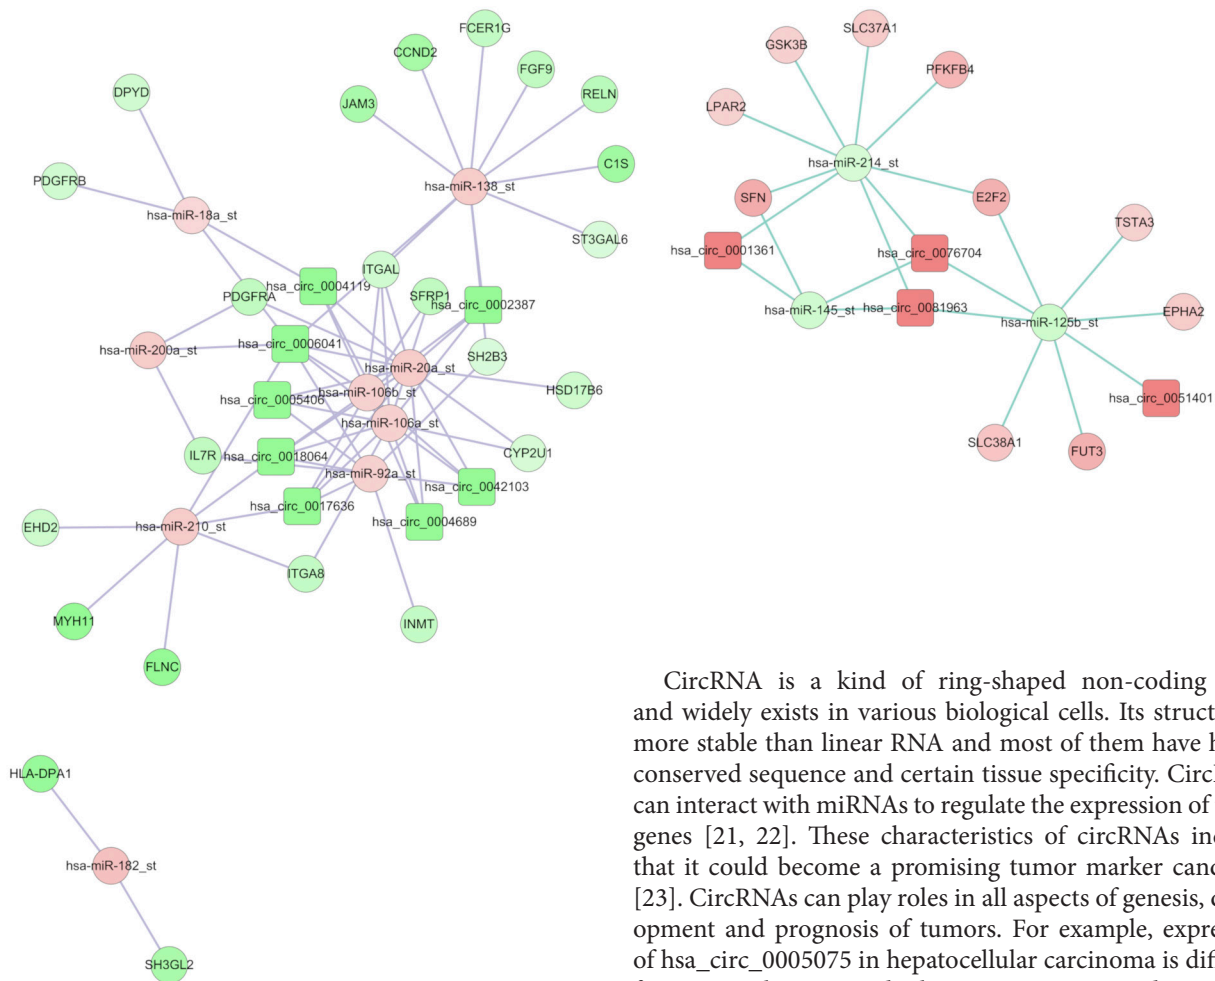 FCER1G
CCND2
FGF9
DPYD
JAM3
RELN
C1S
PDGFRB
hsa-miR-138_st
hsa-miR-18a_st
ST3GAL6
ITGAL
hsa_circ_0004119
PDGFRA
SFRP1
hsa_circ_0002387
hsa_circ_0006041
hsa-miR-200a_st
SH2B3
hsa-miR-20a_st
HSD17B6
hsa-miR-106b_st
hsa_circ_0005406
hsa-miR-106a_st
IL7R
hsa_circ_0018064
CYP2U1
hsa-miR-92a_st
hsa_circ_0042103
hsa_circ_0017636
hsa_circ_0004689
EHD2
hsa-miR-210_st
ITGA8
MYH11
INMT
FLNC
HLA-DPA1
hsa-miR-182_st
SH3GL2
SLC37A1
GSK3B
PFKFB4
LPAR2
hsa-miR-214_st
SFN
E2F2
TSTA3
hsa_circ_0001361
hsa_circ_0076704
hsa-miR-145_st
hsa_circ_0081963
hsa-miR-125b_st
EPHA2
hsa_circ_0051401
SLC38A1
FUT3
CircRNA is a kind of ring-shaped non-coding
and widely exists in various biological cells. Its struct
more stable than linear RNA and most of them have h
conserved sequence and certain tissue specificity. Circ
can interact with miRNAs to regulate the expression of
genes [21, 22]. These characteristics of circRNAs in
that it could become a promising tumor marker cand
[23]. CircRNAs can play roles in all aspects of genesis,
opment and prognosis of tumors. For example, expre
of hsa_circ_0005075 in hepatocellular carcinoma is dif